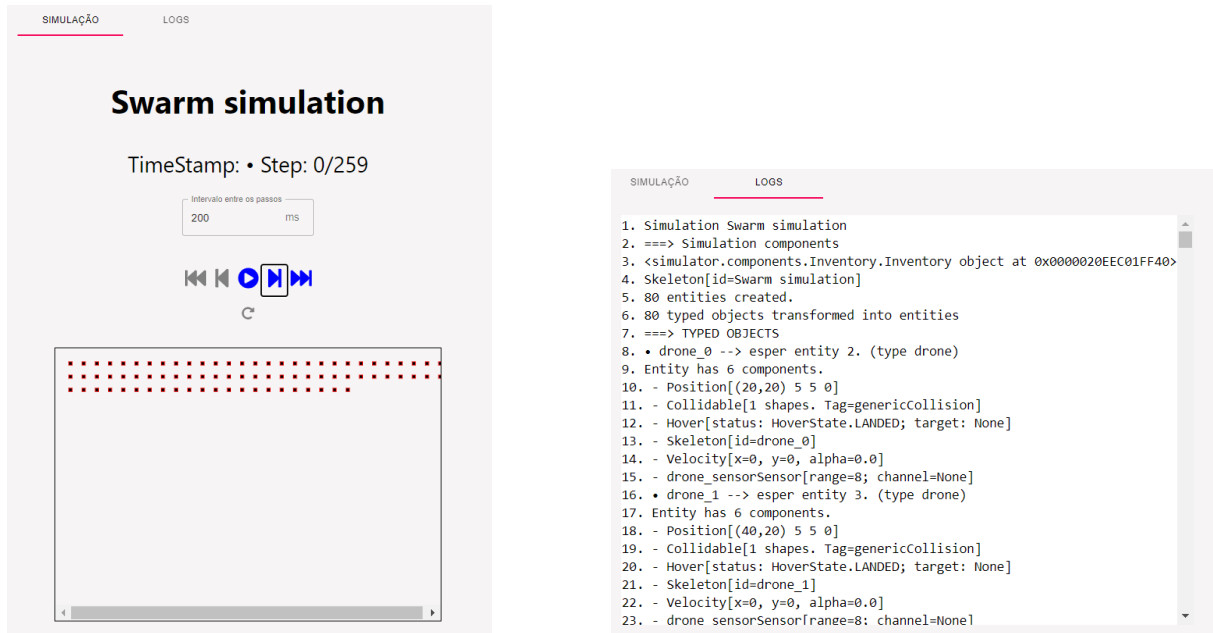 SIMULAÇÃO LOGS
Swarm simulation
TimeStamp: • Step: 0/259
Intervalo entre os passos
200 ms
SIMULAÇÃO LOGS
1. Simulation Swarm simulation
2. ===> Simulation components
3. <simulator.components.Inventory.Inventory object at 0x0000020EEC01FF40>
4. Skeleton[id=Swarm simulation]
5. 80 entities created.
6. 80 typed objects transformed into entities
7. ===> TYPED OBJECTS
8. • drone_0 --> esper entity 2. (type drone)
9. Entity has 6 components.
10. - Position[(20,20) 5 5 0]
11. - Collidable[1 shapes. Tag=genericCollision]
12. - Hover[status: HoverState.LANDED; target: None]
13. - Skeleton[id=drone_0]
14. - Velocity[x=0, y=0, alpha=0.0]
15. - drone_sensorSensor[range=8; channel=None]
16. • drone_1 --> esper entity 3. (type drone)
17. Entity has 6 components.
18. - Position[(40,20) 5 5 0]
19. - Collidable[1 shapes. Tag=genericCollision]
20. - Hover[status: HoverState.LANDED; target: None]
21. - Skeleton[id=drone_1]
22. - Velocity[x=0, y=0, alpha=0.0]
23. - drone_sensorSensor[range=8; channel=None]